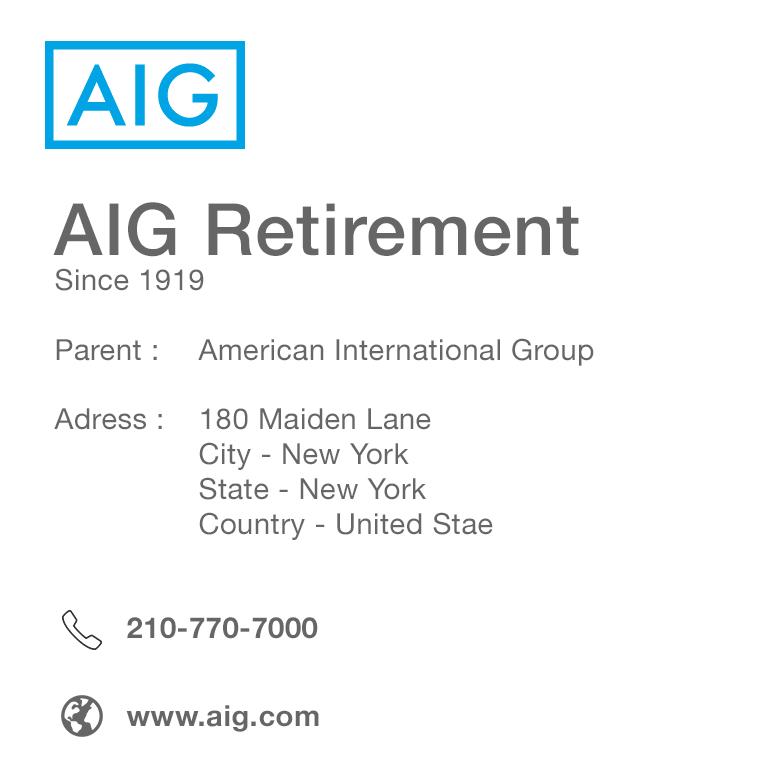 AIG
AIG Retirement
Since 1919
Parent : American International Group
Adress : 180 Maiden Lane
City - New York
State - New York
Country - United Stae
210-770-7000
www.aig.com